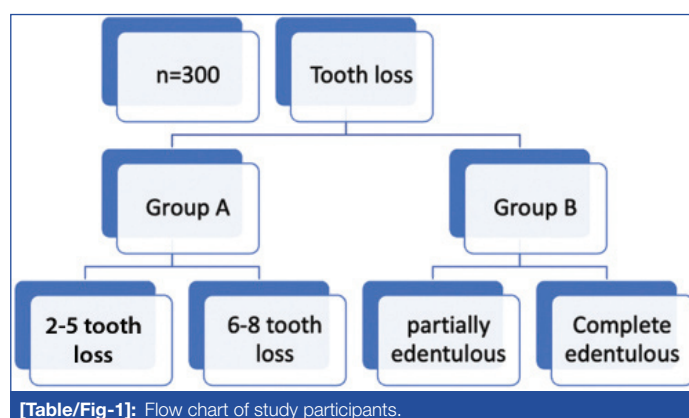 n=300
Tooth loss
Group A
Group B
2-5 tooth
loss
6-8 tooth
loss
partially
edentulous
Complete
edentulous
[Table/Fig-1]: Flow chart of study participants.